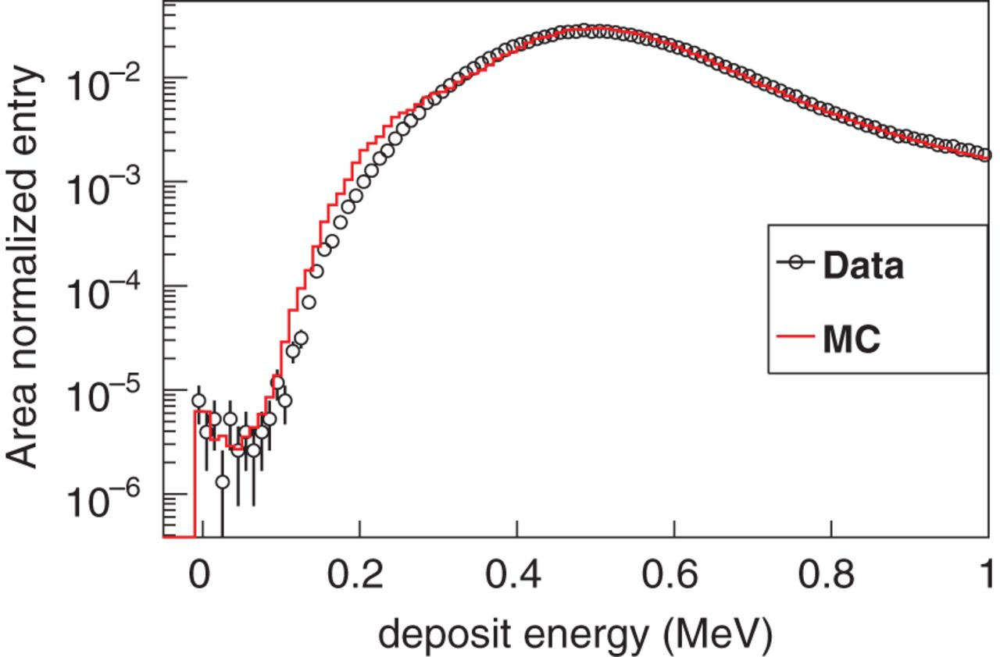 Area normalized entry
10⁻²
10⁻³
10⁻⁴
10⁻⁵
10⁻⁶
Data
MC
0 0.2 0.4 0.6 0.8 1
deposit energy (MeV)